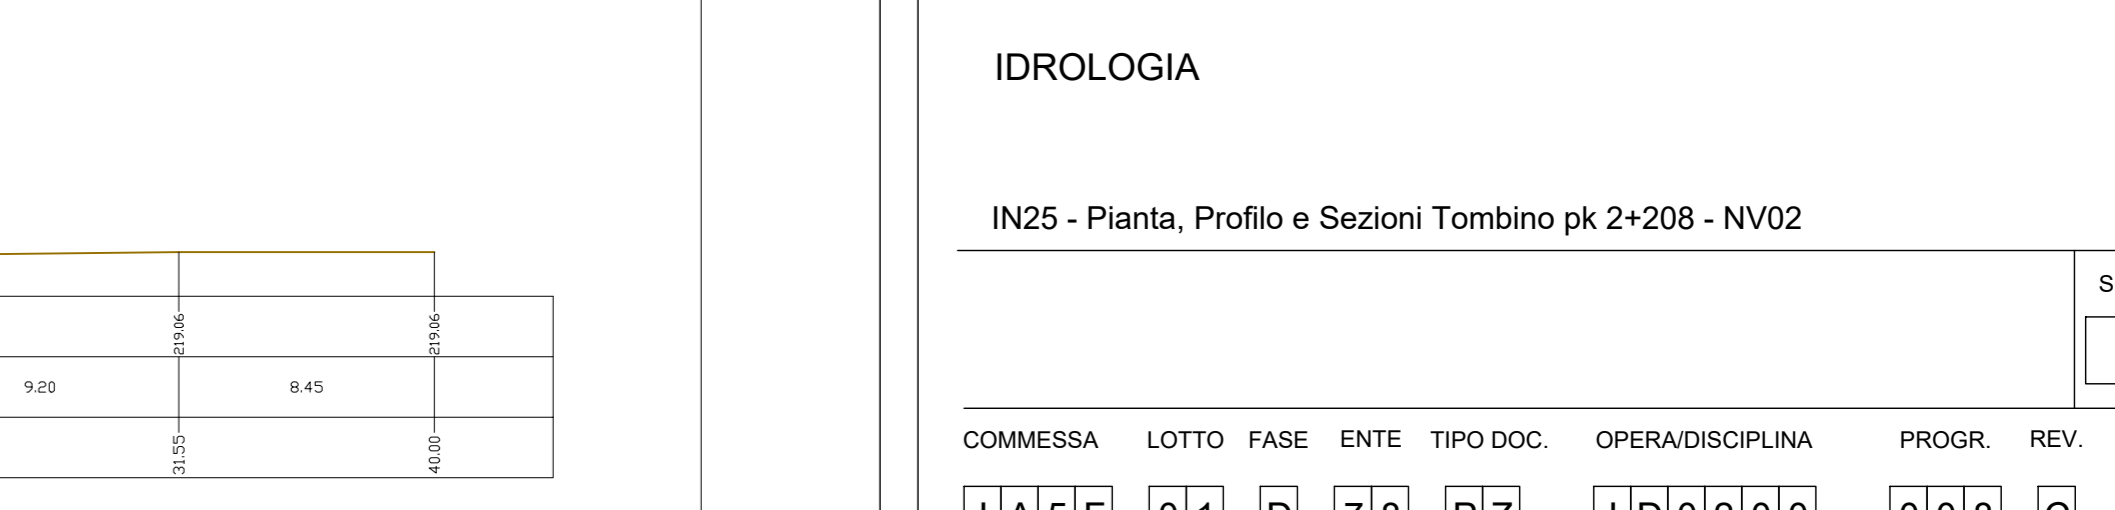 IDROLOGIA
IN25 - Pianta, Profilo e Sezioni Tombino pk 2+208 - NV02
219.06 219.06
9.20 8.45
31.55 40.00
COMMESSA LOTTO FASE ENTE TIPO DOC. OPERA/DISCIPLINA PROGR. REV.